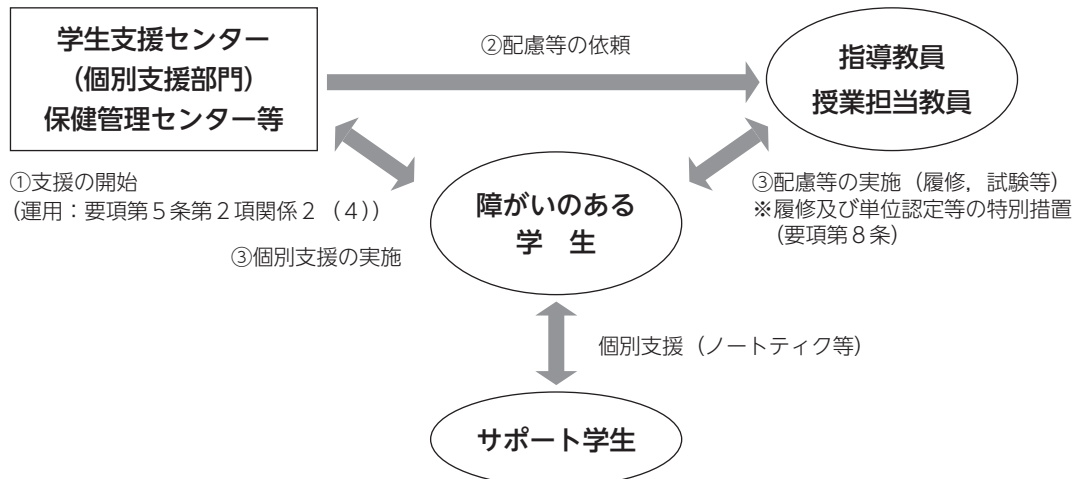 学生支援センター
（個別支援部門）
保健管理センター等
②配慮等の依頼
指導教員
授業担当教員
①支援の開始
（運用：要項第５条第２項関係２（４））
③個別支援の実施
障がいのある
学　生
③配慮等の実施（履修，試験等）
※履修及び単位認定等の特別措置
（要項第８条）
個別支援（ノートティク等）
サポート学生